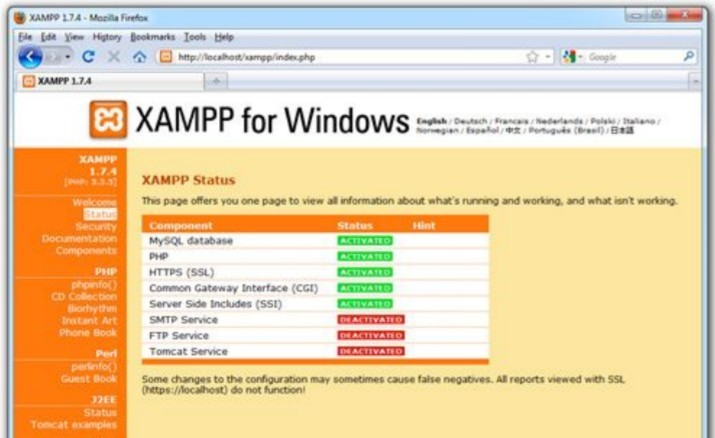 XAMPP 1.7.4 - Mozilla Firefox
File Edit View History Bookmarks Tools Help
http://localhost/xampp/index.php
Google
XAMPP 1.7.4
XAMPP for Windows
English / Deutsch / Francais / Nederlands / Polski / Italiano /
Norwegian / Español / 中文 / Português (Brasil) / 日本語
XAMPP
1.7.4
[PHP: 5.3.5]
Welcome
Status
Security
Documentation
Components
PHP
phpinfo()
CD Collection
Biorhythm
Instant Art
Phone Book
Perl
perlinfo()
Guest Book
J2EE
Status
Tomcat examples
XAMPP Status
This page offers you one page to view all information about what's running and working, and what isn't working.
Component Status Hint
MySQL database ACTIVATED
PHP ACTIVATED
HTTPS (SSL) ACTIVATED
Common Gateway Interface (CGI) ACTIVATED
Server Side Includes (SSI) ACTIVATED
SMTP Service DEACTIVATED
FTP Service DEACTIVATED
Tomcat Service DEACTIVATED
Some changes to the configuration may sometimes cause false negatives. All reports viewed with SSL
(https://localhost) do not function!